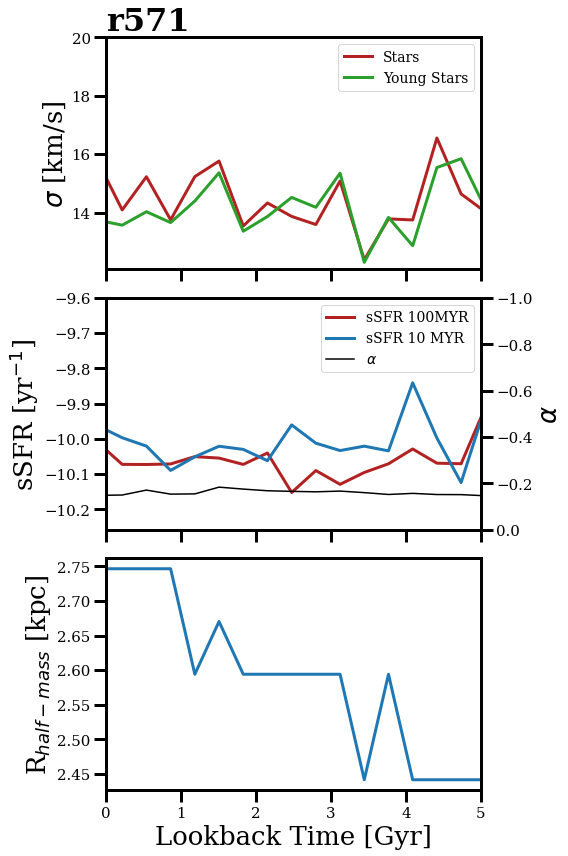 r571
20
18
16
14
σ [km/s]
Stars
Young Stars
−9.6
−9.7
−9.8
−9.9
−10.0
−10.1
−10.2
sSFR [yr⁻¹]
sSFR 100MYR
sSFR 10 MYR
α
−1.0
−0.8
−0.6
−0.4
−0.2
0.0
α
2.75
2.70
2.65
2.60
2.55
2.50
2.45
R_half−mass [kpc]
0 1 2 3 4 5
Lookback Time [Gyr]